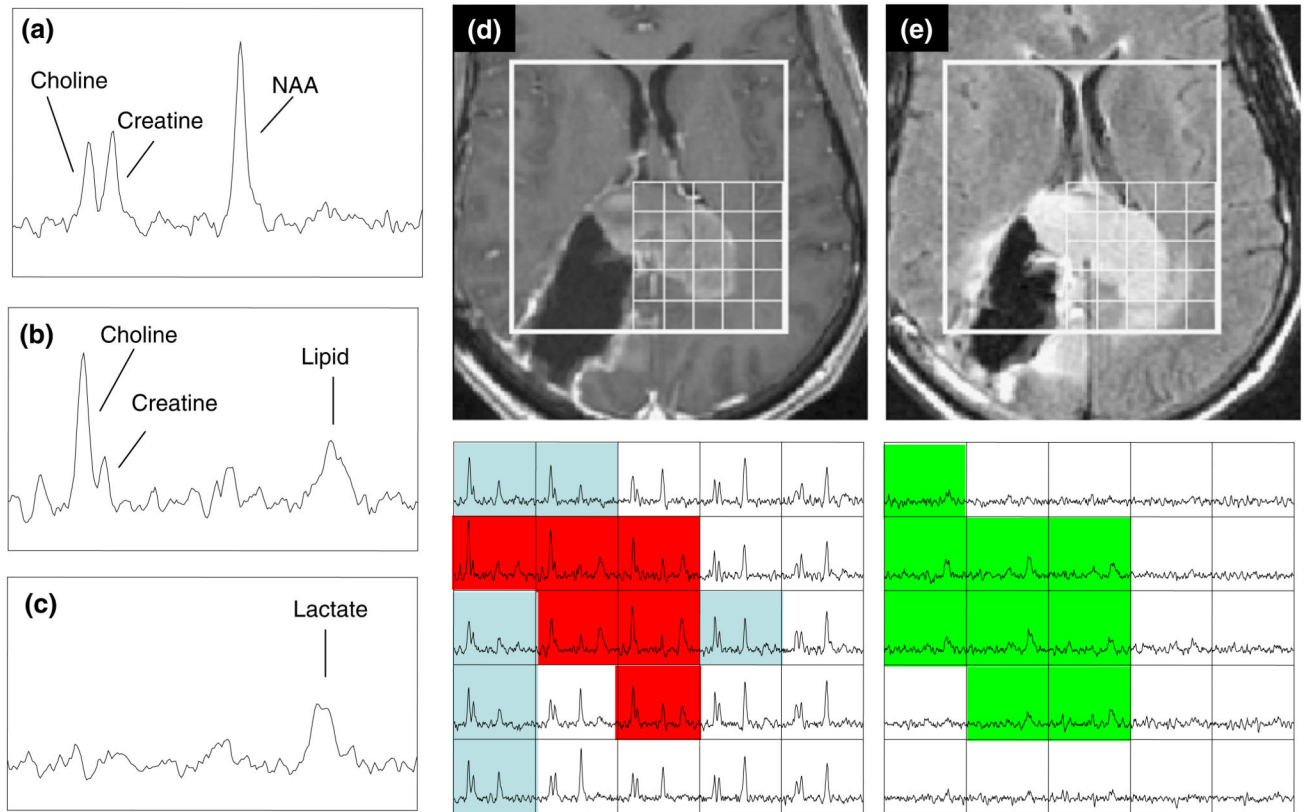 (a)
Choline
Creatine
NAA
(b)
Choline
Creatine
Lipid
(c)
Lactate
(d)
(e)